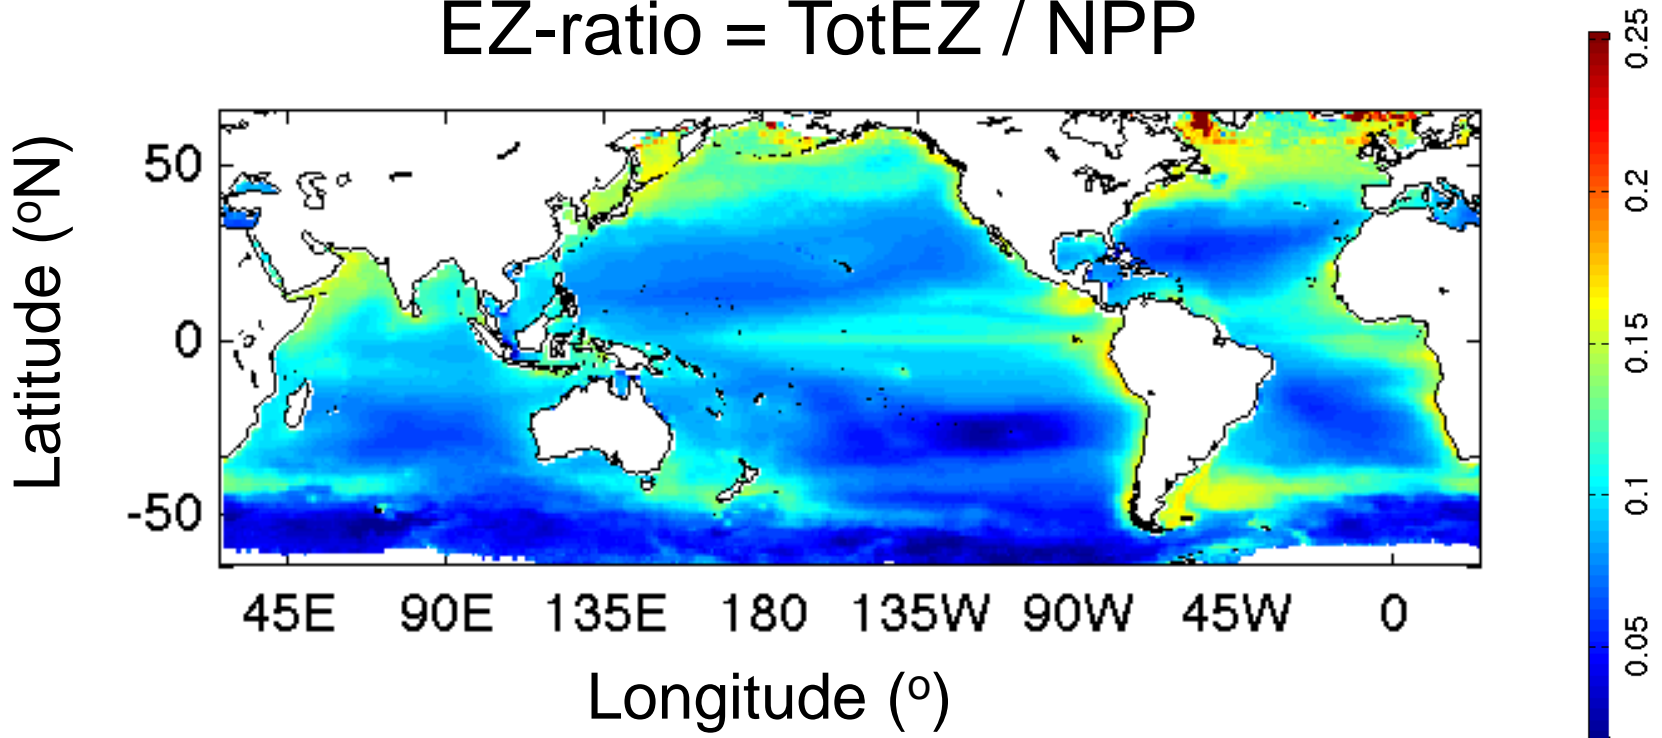 EZ-ratio = TotEZ / NPP
0.25
0.2
0.15
0.1
0.05
Latitude (ºN)
50
0
-50
45E 90E 135E 180 135W 90W 45W 0
Longitude (º)